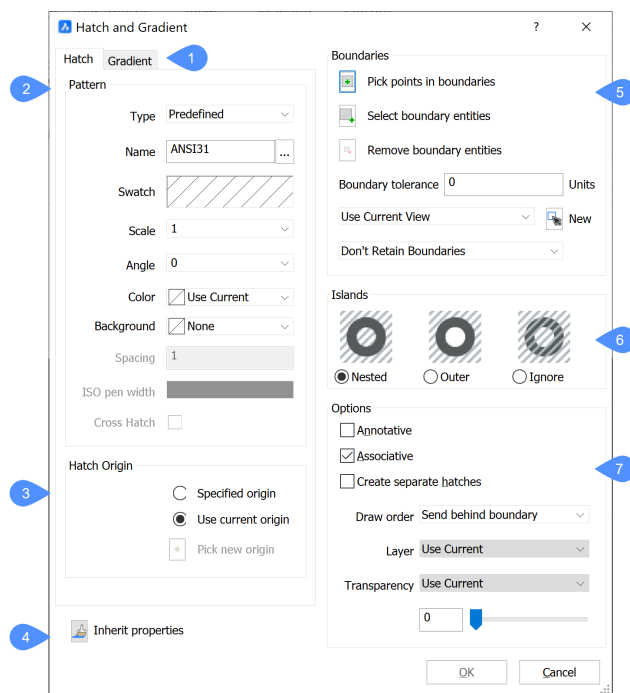 Hatch and Gradient
?
Hatch
Gradient
1
2
Pattern
Type
Predefined
Name
ANSI31
...
Swatch
Scale
1
Angle
0
Color
Use Current
Background
None
Spacing
1
ISO pen width
Cross Hatch
3
Hatch Origin
Specified origin
Use current origin
Pick new origin
4
Inherit properties
Boundaries
Pick points in boundaries
5
Select boundary entities
Remove boundary entities
Boundary tolerance
0
Units
Use Current View
New
Don't Retain Boundaries
Islands
6
Nested
Outer
Ignore
Options
Annotative
Associative
7
Create separate hatches
Draw order
Send behind boundary
Layer
Use Current
Transparency
Use Current
0
OK
Cancel